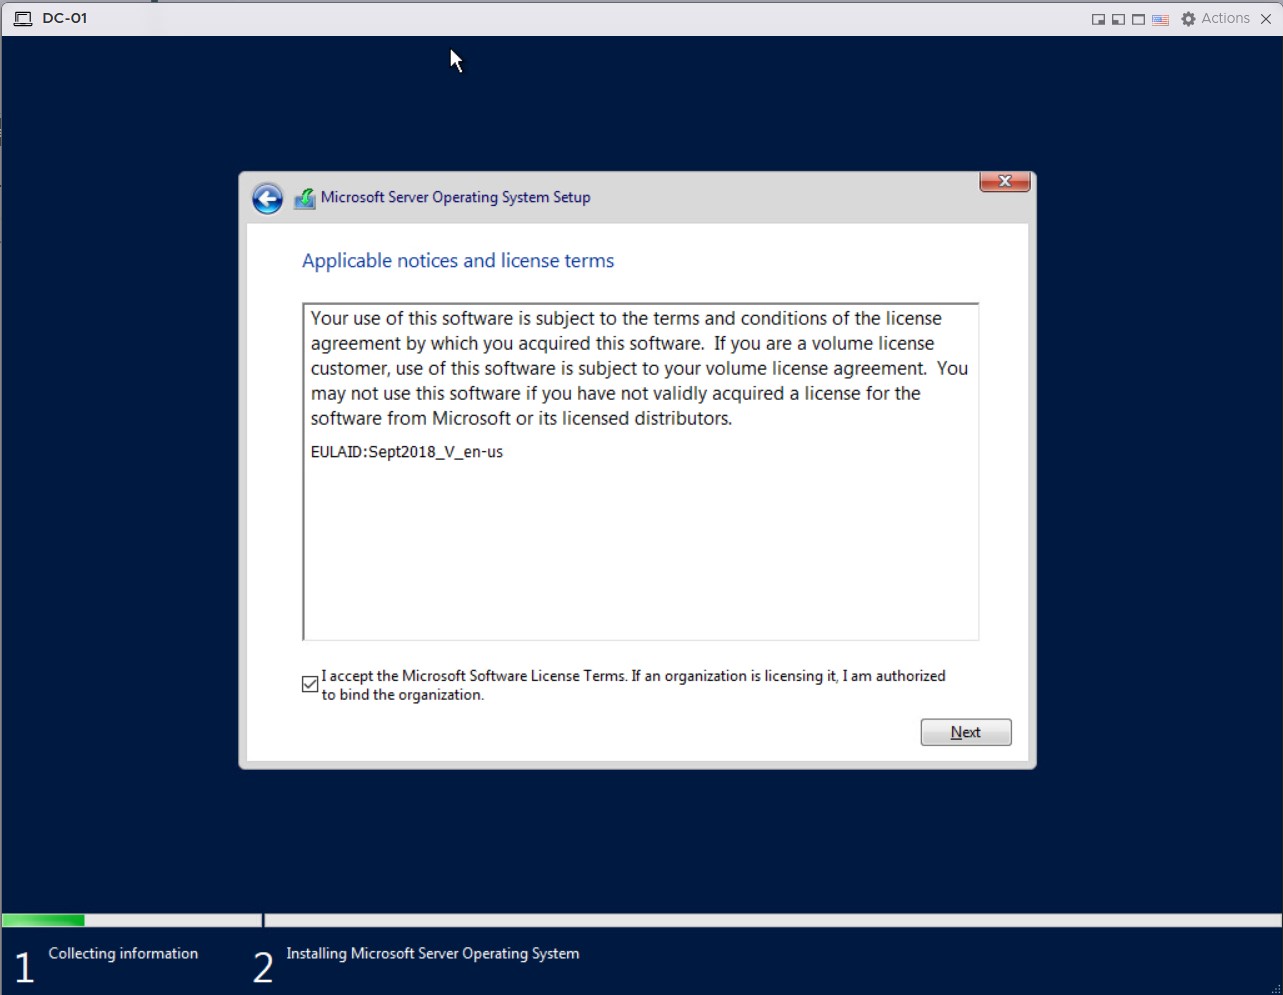 DC-01
Actions
Microsoft Server Operating System Setup
Applicable notices and license terms
Your use of this software is subject to the terms and conditions of the license
agreement by which you acquired this software.  If you are a volume license
customer, use of this software is subject to your volume license agreement.  You
may not use this software if you have not validly acquired a license for the
software from Microsoft or its licensed distributors.
EULAID:Sept2018_V_en-us
I accept the Microsoft Software License Terms. If an organization is licensing it, I am authorized
to bind the organization.
Next
1 Collecting information
2 Installing Microsoft Server Operating System